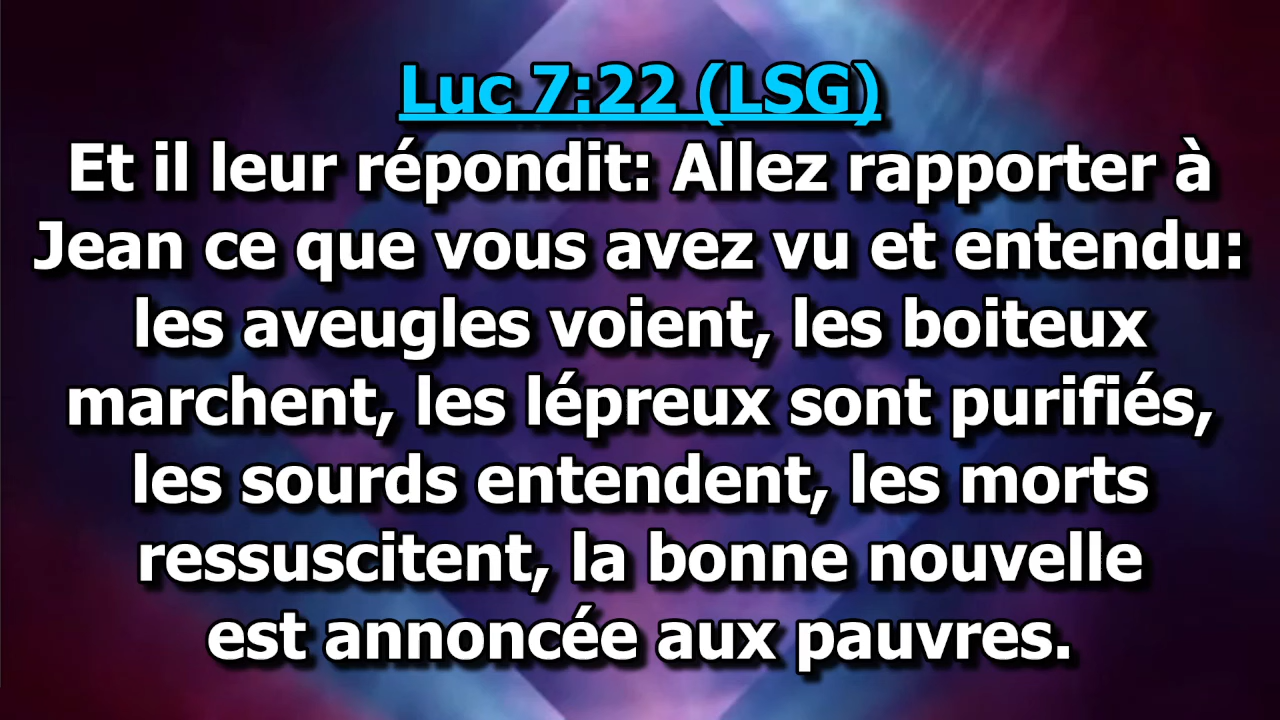 Luc 7:22 (LSG)
Et il leur répondit: Allez rapporter à
Jean ce que vous avez vu et entendu:
les aveugles voient, les boiteux
marchent, les lépreux sont purifiés,
les sourds entendent, les morts
ressuscitent, la bonne nouvelle
est annoncée aux pauvres.